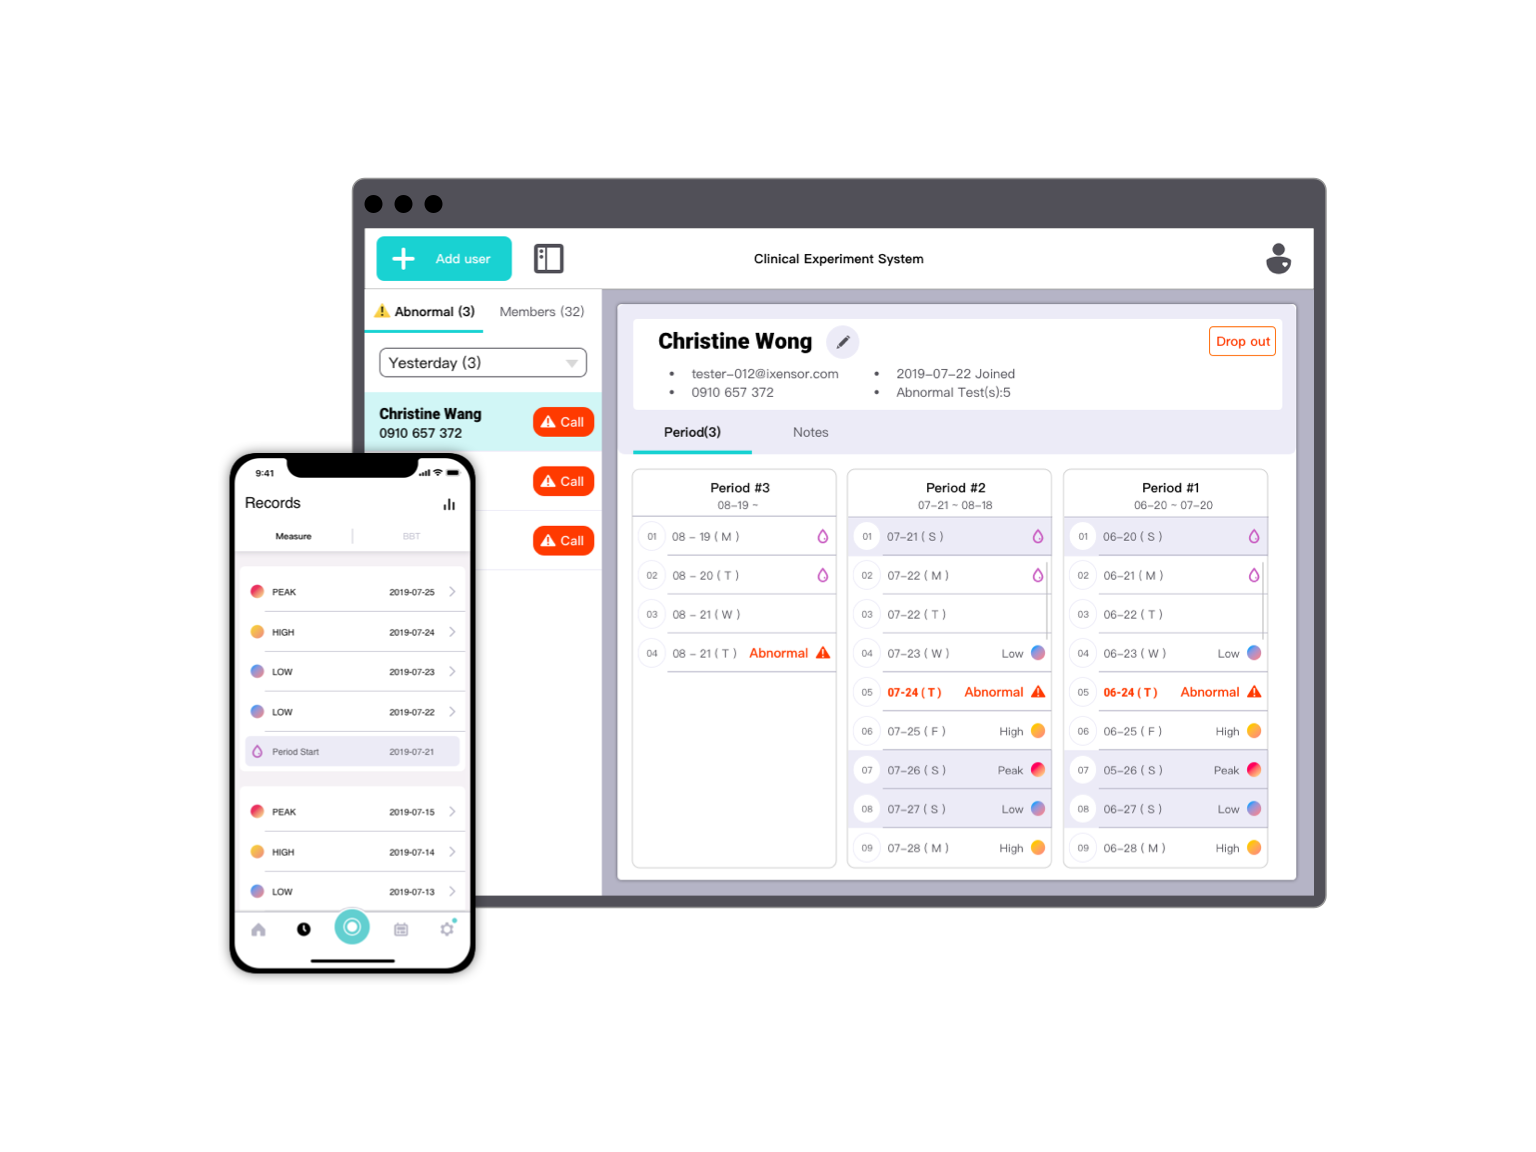 Add user
Clinical Experiment System
Abnormal (3)
Members (32)
Yesterday (3)
Christine Wang
0910 657 372
Call
Call
Call
Christine Wong
Drop out
• tester-012@ixensor.com
• 0910 657 372
• 2019-07-22 Joined
• Abnormal Test(s):5
Period(3)
Notes
Period #3
08-19 ~
01 08 - 19 ( M )
02 08 - 20 ( T )
03 08 - 21 ( W )
04 08 - 21 ( T ) Abnormal
Period #2
07-21 ~ 08-18
01 07-21 ( S )
02 07-22 ( M )
03 07-22 ( T )
04 07-23 ( W ) Low
05 07-24 ( T ) Abnormal
06 07-25 ( F ) High
07 07-26 ( S ) Peak
08 07-27 ( S ) Low
09 07-28 ( M ) High
Period #1
06-20 ~ 07-20
01 06-20 ( S )
02 06-21 ( M )
03 06-22 ( T )
04 06-23 ( W ) Low
05 06-24 ( T ) Abnormal
06 06-25 ( F ) High
07 05-26 ( S ) Peak
08 06-27 ( S ) Low
09 06-28 ( M ) High
9:41
Records
Measure
BBT
PEAK 2019-07-25
HIGH 2019-07-24
LOW 2019-07-23
LOW 2019-07-22
Period Start 2019-07-21
PEAK 2019-07-15
HIGH 2019-07-14
LOW 2019-07-13